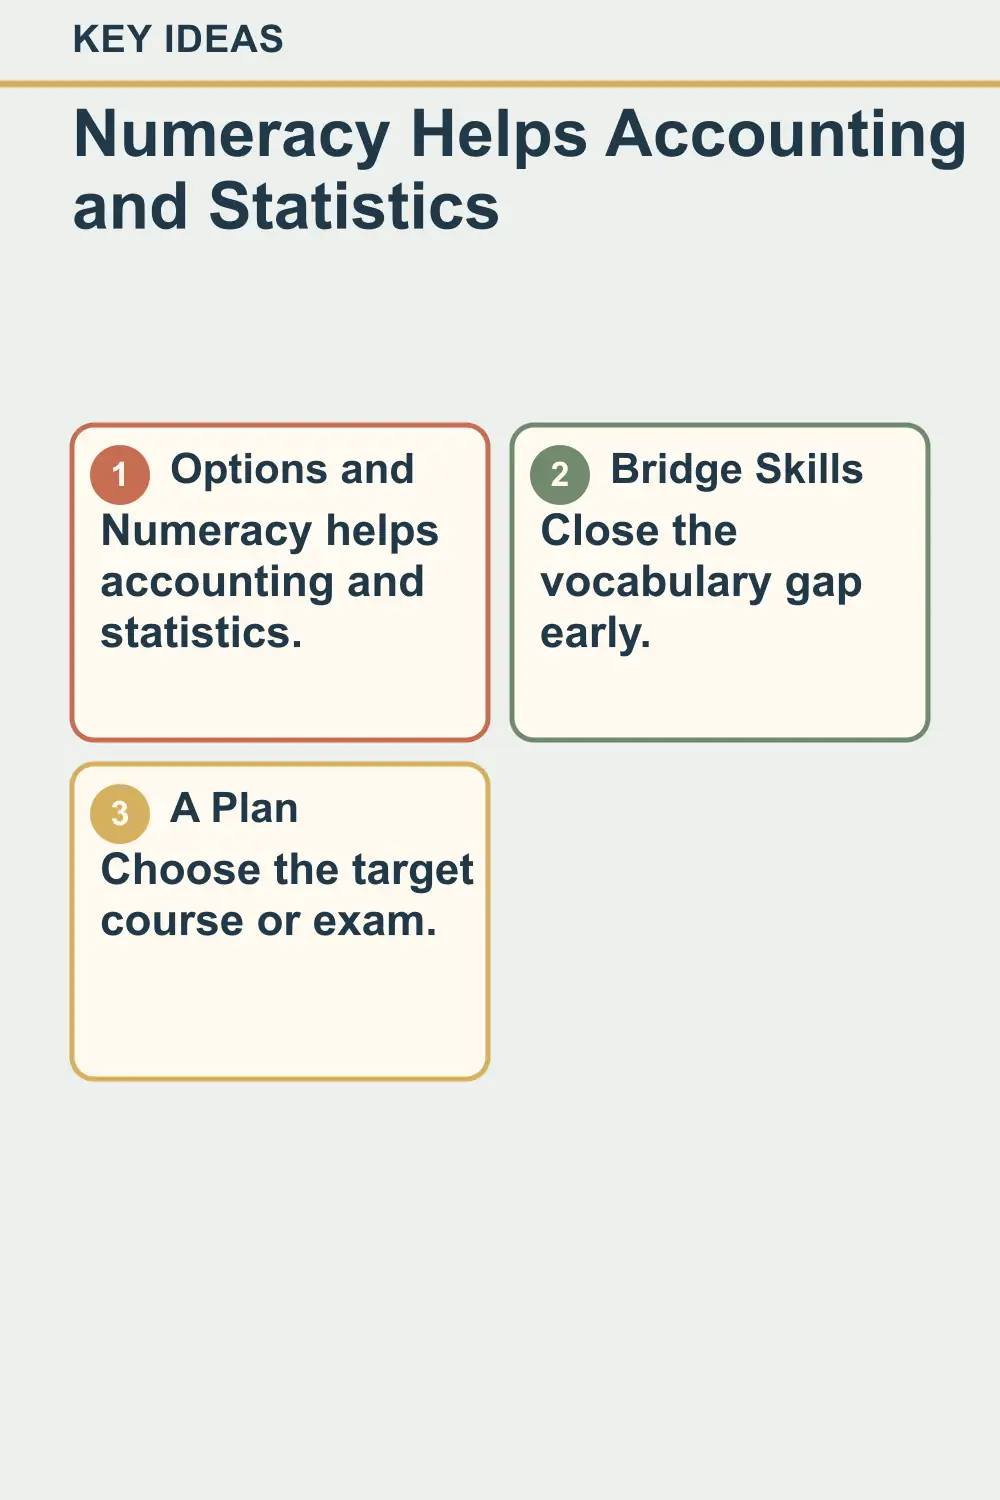 KEY IDEAS
Numeracy Helps Accounting
and Statistics
1 Options and
Numeracy helps
accounting and
statistics.
2 Bridge Skills
Close the
vocabulary gap
early.
3 A Plan
Choose the target
course or exam.